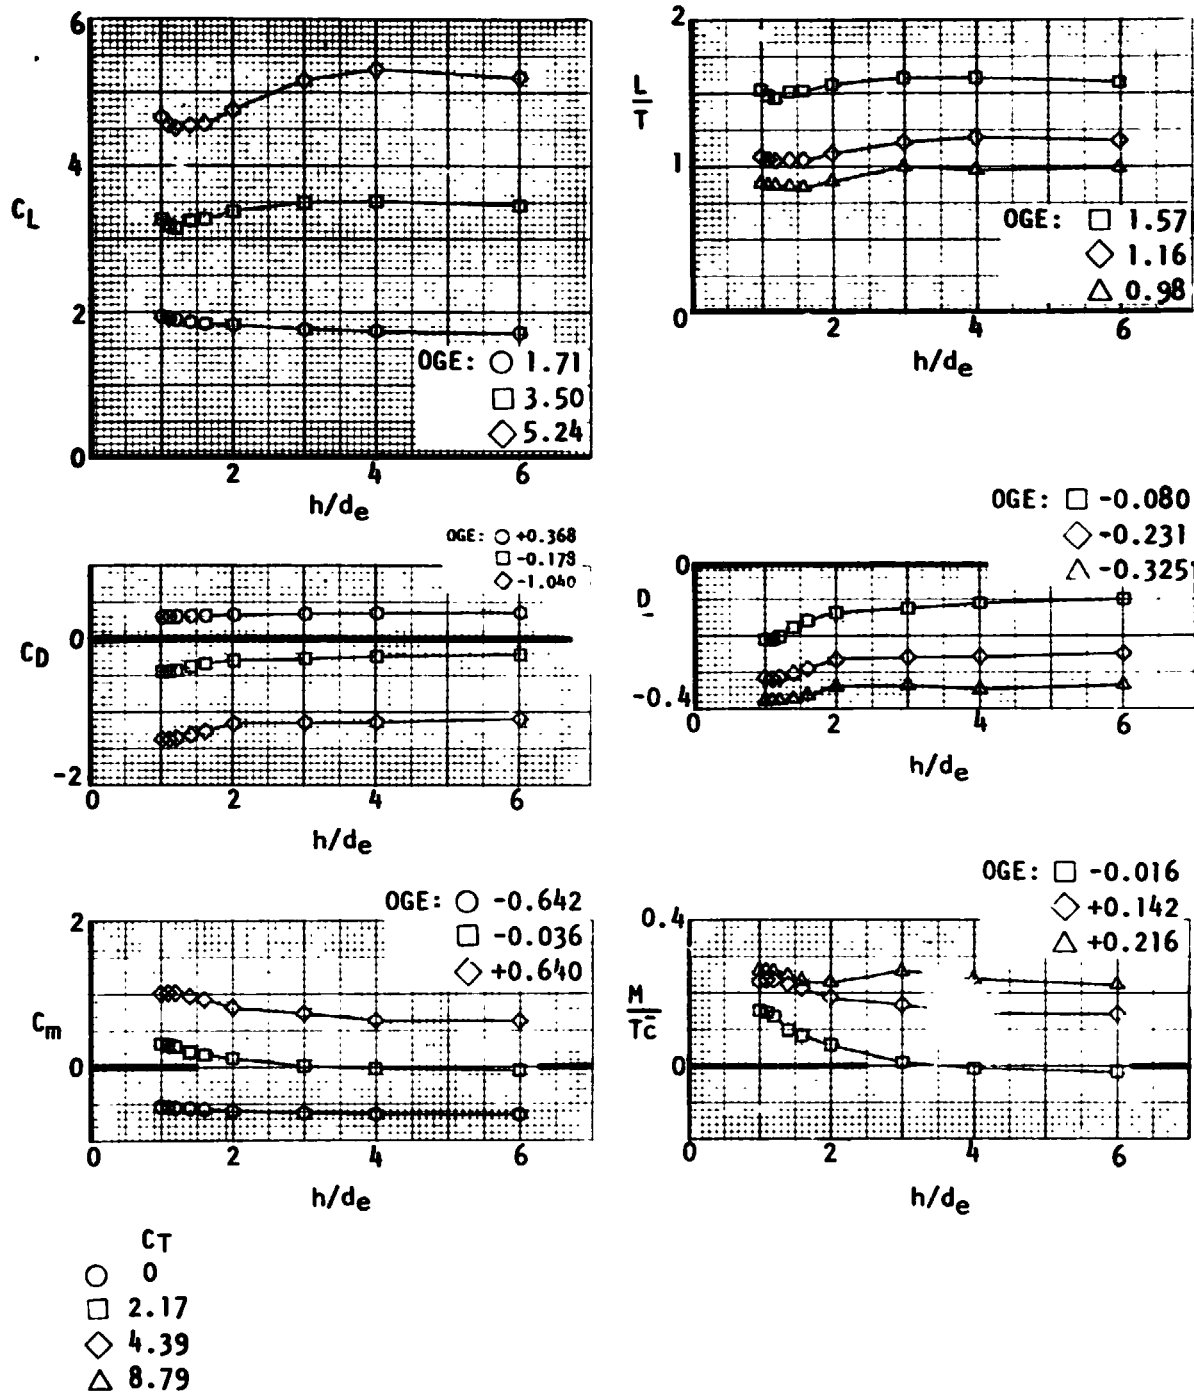 6
4
C_L
2
0
2
4
6
h/d_e
OGE: ○ 1.71
□ 3.50
◇ 5.24
2
L/T
1
0
2
4
6
h/d_e
OGE: □ 1.57
◇ 1.16
△ 0.98
OGE: ○ +0.368
□ -0.178
◇ -1.040
0
C_D
-2
0
2
4
6
h/d_e
OGE: □ -0.080
◇ -0.231
△ -0.325
0
D
-0.4
0
2
4
6
h/d_e
OGE: ○ -0.642
□ -0.036
◇ +0.640
2
C_m
0
0
2
4
6
h/d_e
OGE: □ -0.016
◇ +0.142
△ +0.216
0.4
M/Tc̄
0
0
2
4
6
h/d_e
C_T
○ 0
□ 2.17
◇ 4.39
△ 8.79